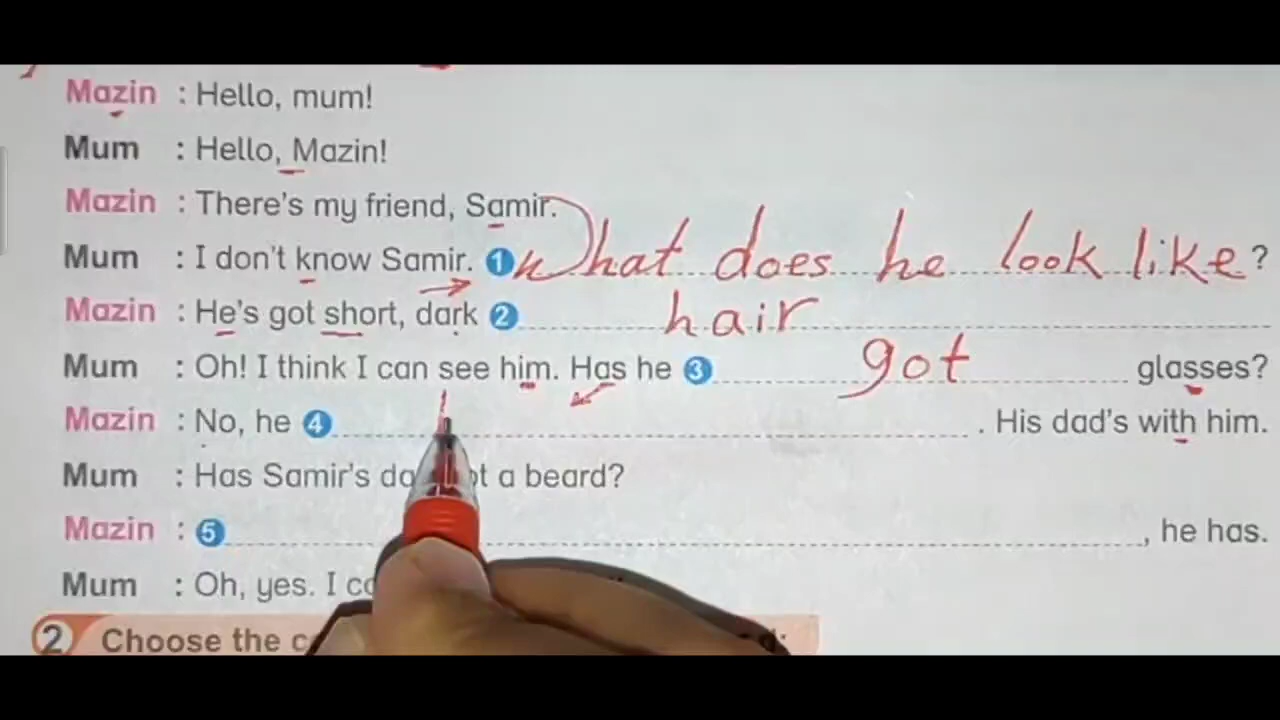 Mazin : Hello, mum!
Mum : Hello, Mazin!
Mazin : There's my friend, Samir.
Mum : I don't know Samir. 1 What does he look like ?
Mazin : He's got short, dark 2 hair
Mum : Oh! I think I can see him. Has he 3 got glasses?
Mazin : No, he 4 . His dad's with him.
Mum : Has Samir's a beard?
Mazin : 5 , he has.
Mum : Oh, yes. I
2 Choose the